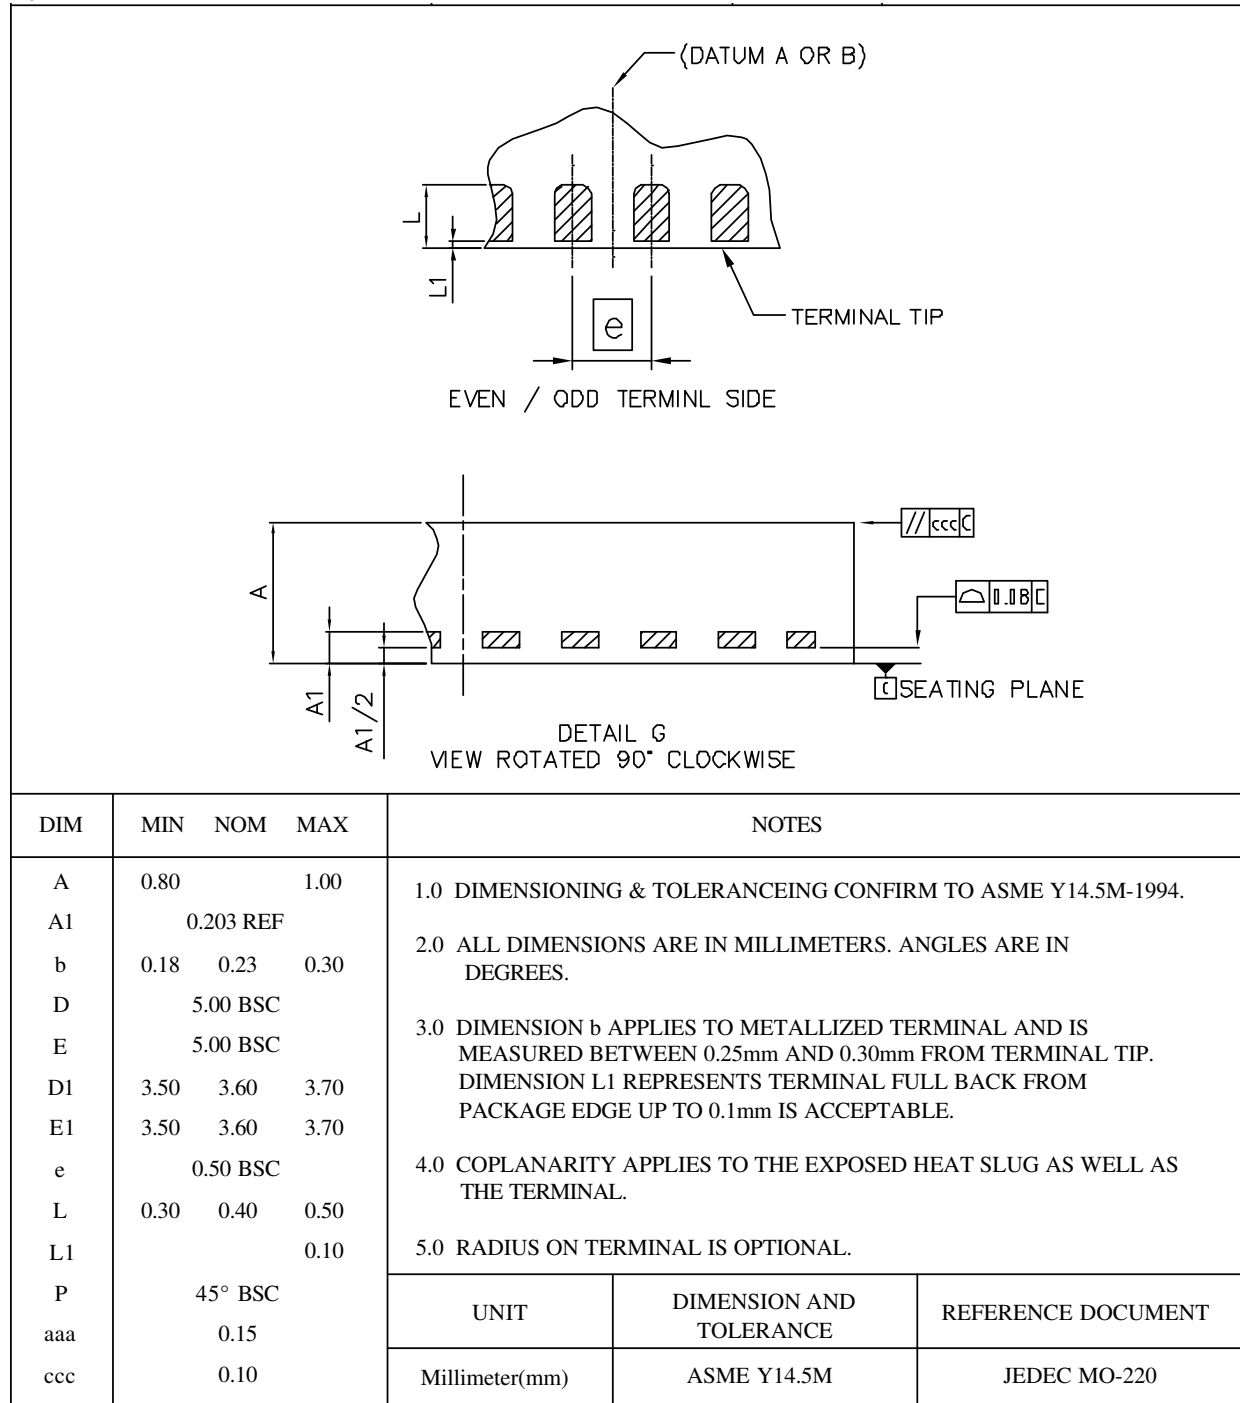 (DATUM A OR B)
L
L1
e
TERMINAL TIP
EVEN / ODD TERMINL SIDE
// ccc C
A
0.08 C
A1
A1/2
C SEATING PLANE
DETAIL G
VIEW ROTATED 90° CLOCKWISE
DIM MIN NOM MAX NOTES
A 0.80 1.00
A1 0.203 REF
b 0.18 0.23 0.30
D 5.00 BSC
E 5.00 BSC
D1 3.50 3.60 3.70
E1 3.50 3.60 3.70
e 0.50 BSC
L 0.30 0.40 0.50
L1 0.10
P 45° BSC
aaa 0.15
ccc 0.10
1.0 DIMENSIONING & TOLERANCEING CONFIRM TO ASME Y14.5M-1994.
2.0 ALL DIMENSIONS ARE IN MILLIMETERS. ANGLES ARE IN
DEGREES.
3.0 DIMENSION b APPLIES TO METALLIZED TERMINAL AND IS
MEASURED BETWEEN 0.25mm AND 0.30mm FROM TERMINAL TIP.
DIMENSION L1 REPRESENTS TERMINAL FULL BACK FROM
PACKAGE EDGE UP TO 0.1mm IS ACCEPTABLE.
4.0 COPLANARITY APPLIES TO THE EXPOSED HEAT SLUG AS WELL AS
THE TERMINAL.
5.0 RADIUS ON TERMINAL IS OPTIONAL.
UNIT DIMENSION AND
TOLERANCE REFERENCE DOCUMENT
Millimeter(mm) ASME Y14.5M JEDEC MO-220